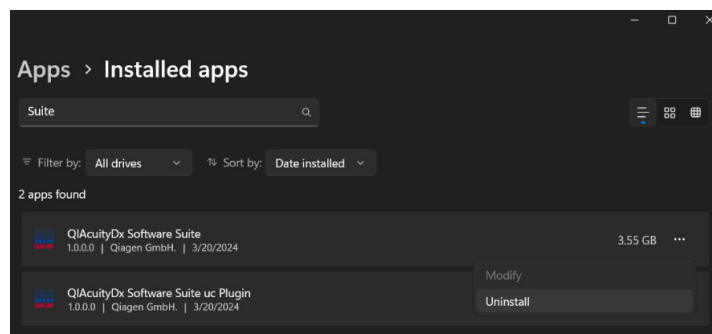 Apps > Installed apps
Suite
Filter by: All drives Sort by: Date installed
2 apps found
QIAcuityDx Software Suite
1.0.0.0 | Qiagen GmbH. | 3/20/2024
3.55 GB
Modify
Uninstall
QIAcuityDx Software Suite uc Plugin
1.0.0.0 | Qiagen GmbH. | 3/20/2024